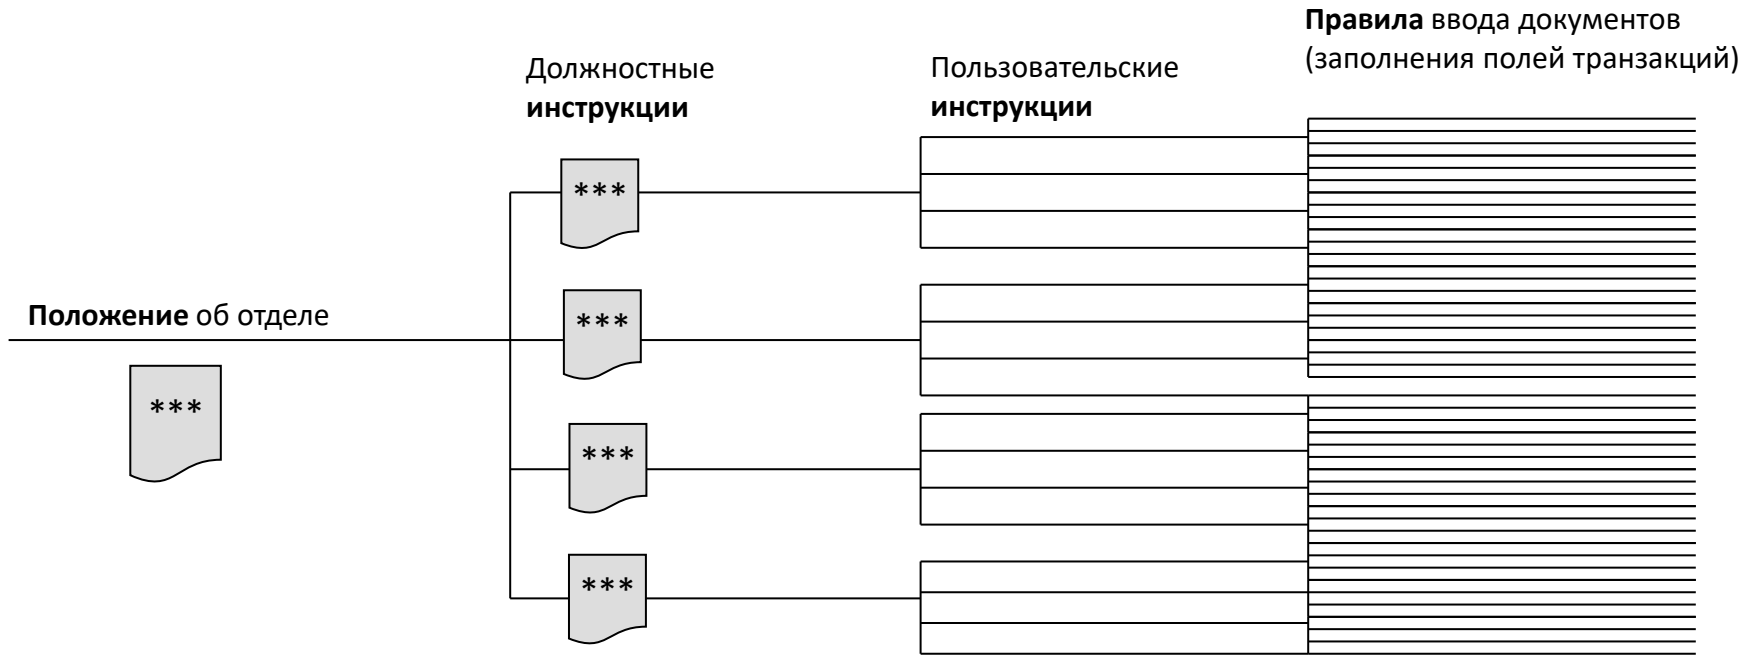 Правила ввода документов
(заполнения полей транзакций)
Должностные
инструкции
Пользовательские
инструкции
***
***
Положение об отделе
***
***
***